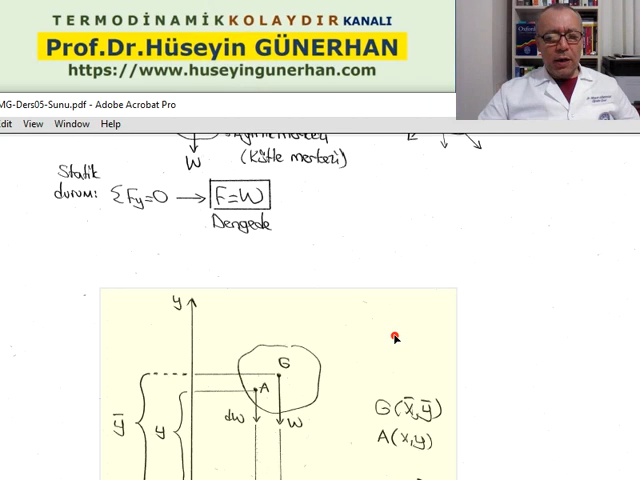 TERMODİNAMİKKOLAYDIR KANALI
Prof.Dr.Hüseyin GÜNERHAN
https://www.huseyingunerhan.com
MG-Ders05-Sunu.pdf - Adobe Acrobat Pro
dit View Window Help
W
(Kütle merkezi)
Statik
durum: ΣFy=0 → F=W
Dengede
y
G
A
dW W
ȳ y
G(x̄,ȳ)
A(x,y)